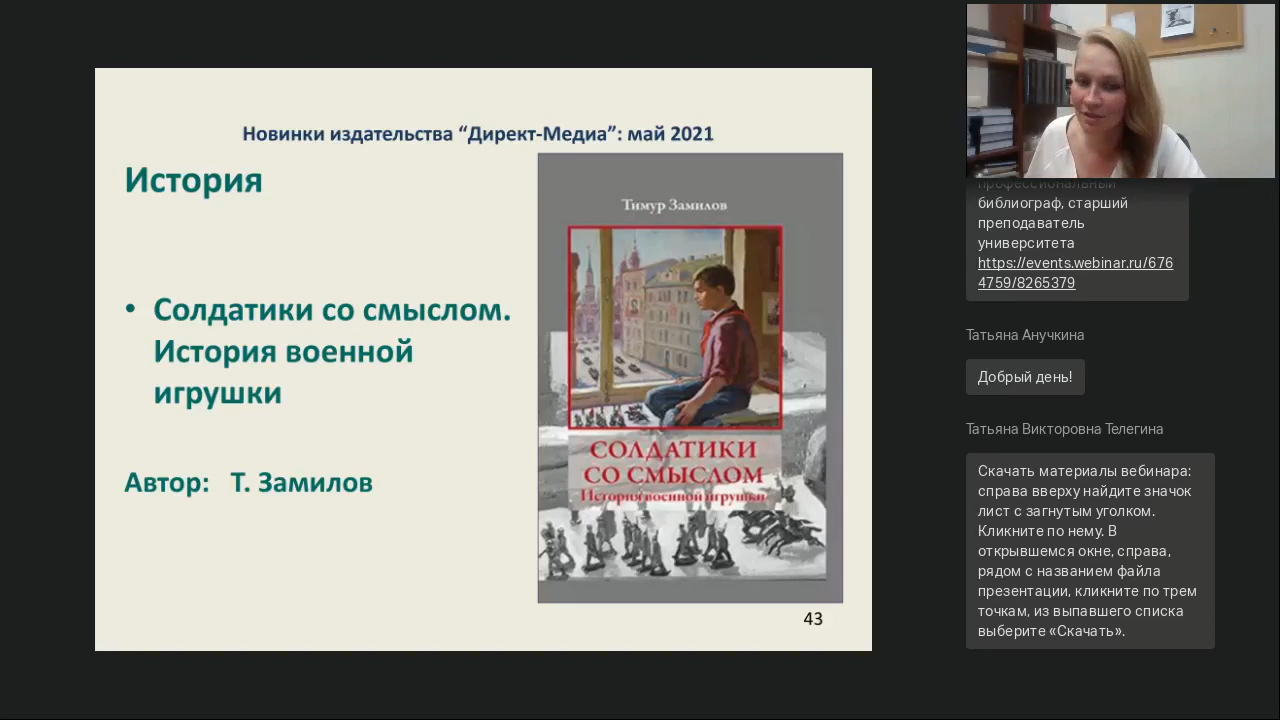 Новинки издательства “Директ-Медиа”: май 2021
История
• Солдатики со смыслом.
История военной
игрушки
Автор: Т. Замилов
Тимур Замилов
СОЛДАТИКИ
СО СМЫСЛОМ
История военной игрушки
43
профессиональный
библиограф, старший
преподаватель
университета
https://events.webinar.ru/676
4759/8265379
Татьяна Анучкина
Добрый день!
Татьяна Викторовна Телегина
Скачать материалы вебинара:
справа вверху найдите значок
лист с загнутым уголком.
Кликните по нему. В
открывшемся окне, справа,
рядом с названием файла
презентации, кликните по трем
точкам, из выпавшего списка
выберите «Скачать».